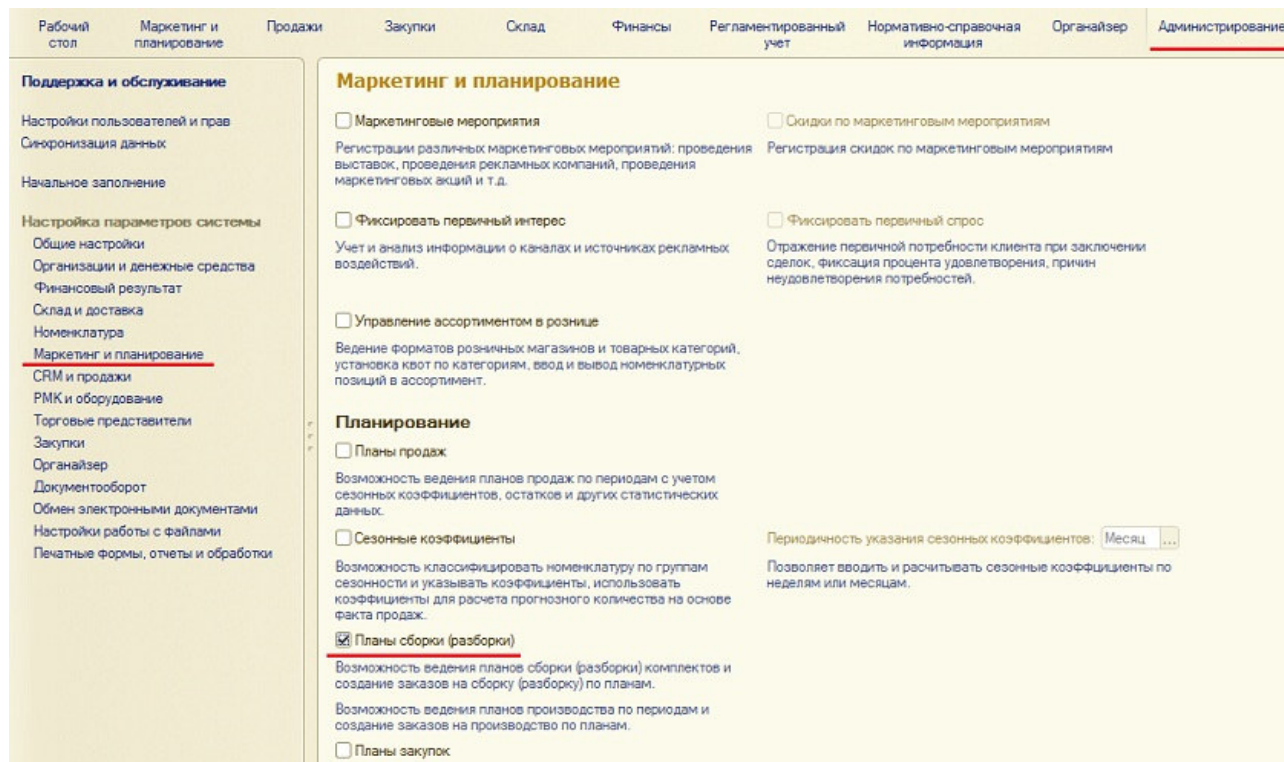 Рабочий стол
Маркетинг и планирование
Продажи
Закупки
Склад
Финансы
Регламентированный учет
Нормативно-справочная информация
Органайзер
Администрирование
Поддержка и обслуживание
Настройки пользователей и прав
Синхронизация данных
Начальное заполнение
Настройка параметров системы
Общие настройки
Организации и денежные средства
Финансовый результат
Склад и доставка
Номенклатура
Маркетинг и планирование
CRM и продажи
РМК и оборудование
Торговые представители
Закупки
Органайзер
Документооборот
Обмен электронными документами
Настройки работы с файлами
Печатные формы, отчеты и обработки
Маркетинг и планирование
Маркетинговые мероприятия
Регистрации различных маркетинговых мероприятий: проведения
выставок, проведения рекламных компаний, проведения
маркетинговых акций и т.д.
Скидки по маркетинговым мероприятиям
Регистрация скидок по маркетинговым мероприятиям
Фиксировать первичный интерес
Учет и анализ информации о каналах и источниках рекламных
воздействий.
Фиксировать первичный спрос
Отражение первичной потребности клиента при заключении
сделок, фиксация процента удовлетворения, причин
неудовлетворения потребностей.
Управление ассортиментом в рознице
Ведение форматов розничных магазинов и товарных категорий,
установка квот по категориям, ввод и вывод номенклатурных
позиций в ассортимент.
Планирование
Планы продаж
Возможность ведения планов продаж по периодам с учетом
сезонных коэффициентов, остатков и других статистических
данных.
Сезонные коэффициенты
Возможность классифицировать номенклатуру по группам
сезонности и указывать коэффициенты, использовать
коэффициенты для расчета прогнозного количества на основе
факта продаж.
Периодичность указания сезонных коэффициентов: Месяц ...
Позволяет вводить и расчитывать сезонные коэффцициенты по
неделям или месяцам.
Планы сборки (разборки)
Возможность ведения планов сборки (разборки) комплектов и
создание заказов на сборку (разборку) по планам.
Возможность ведения планов производства по периодам и
создание заказов на производство по планам.
Планы закупок